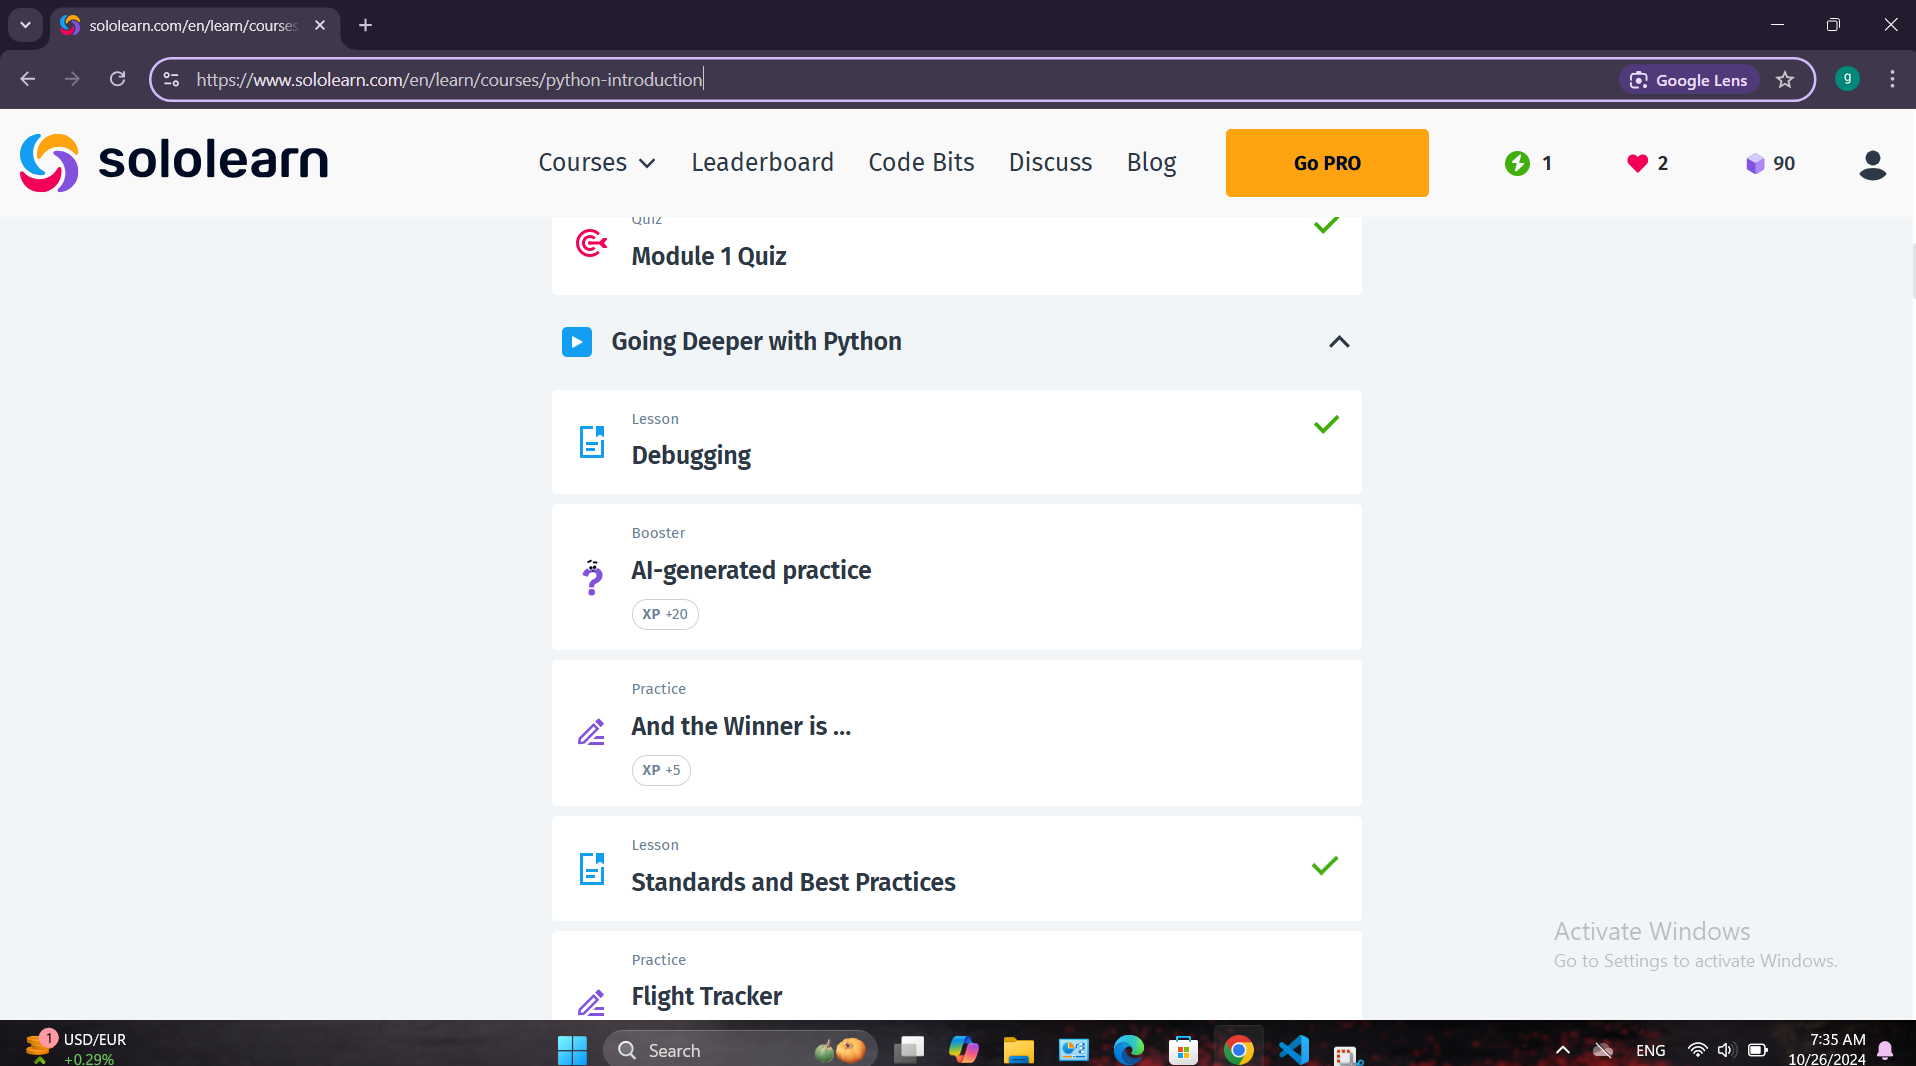 sololearn.com/en/learn/courses
https://www.sololearn.com/en/learn/courses/python-introduction
Google Lens
g
sololearn
Courses
Leaderboard
Code Bits
Discuss
Blog
Go PRO
1
2
90
Quiz
Module 1 Quiz
Going Deeper with Python
Lesson
Debugging
Booster
AI-generated practice
XP +20
Practice
And the Winner is ...
XP +5
Lesson
Standards and Best Practices
Practice
Flight Tracker
Activate Windows
Go to Settings to activate Windows.
1
USD/EUR
+0.29%
Search
ENG
7:35 AM
10/26/2024